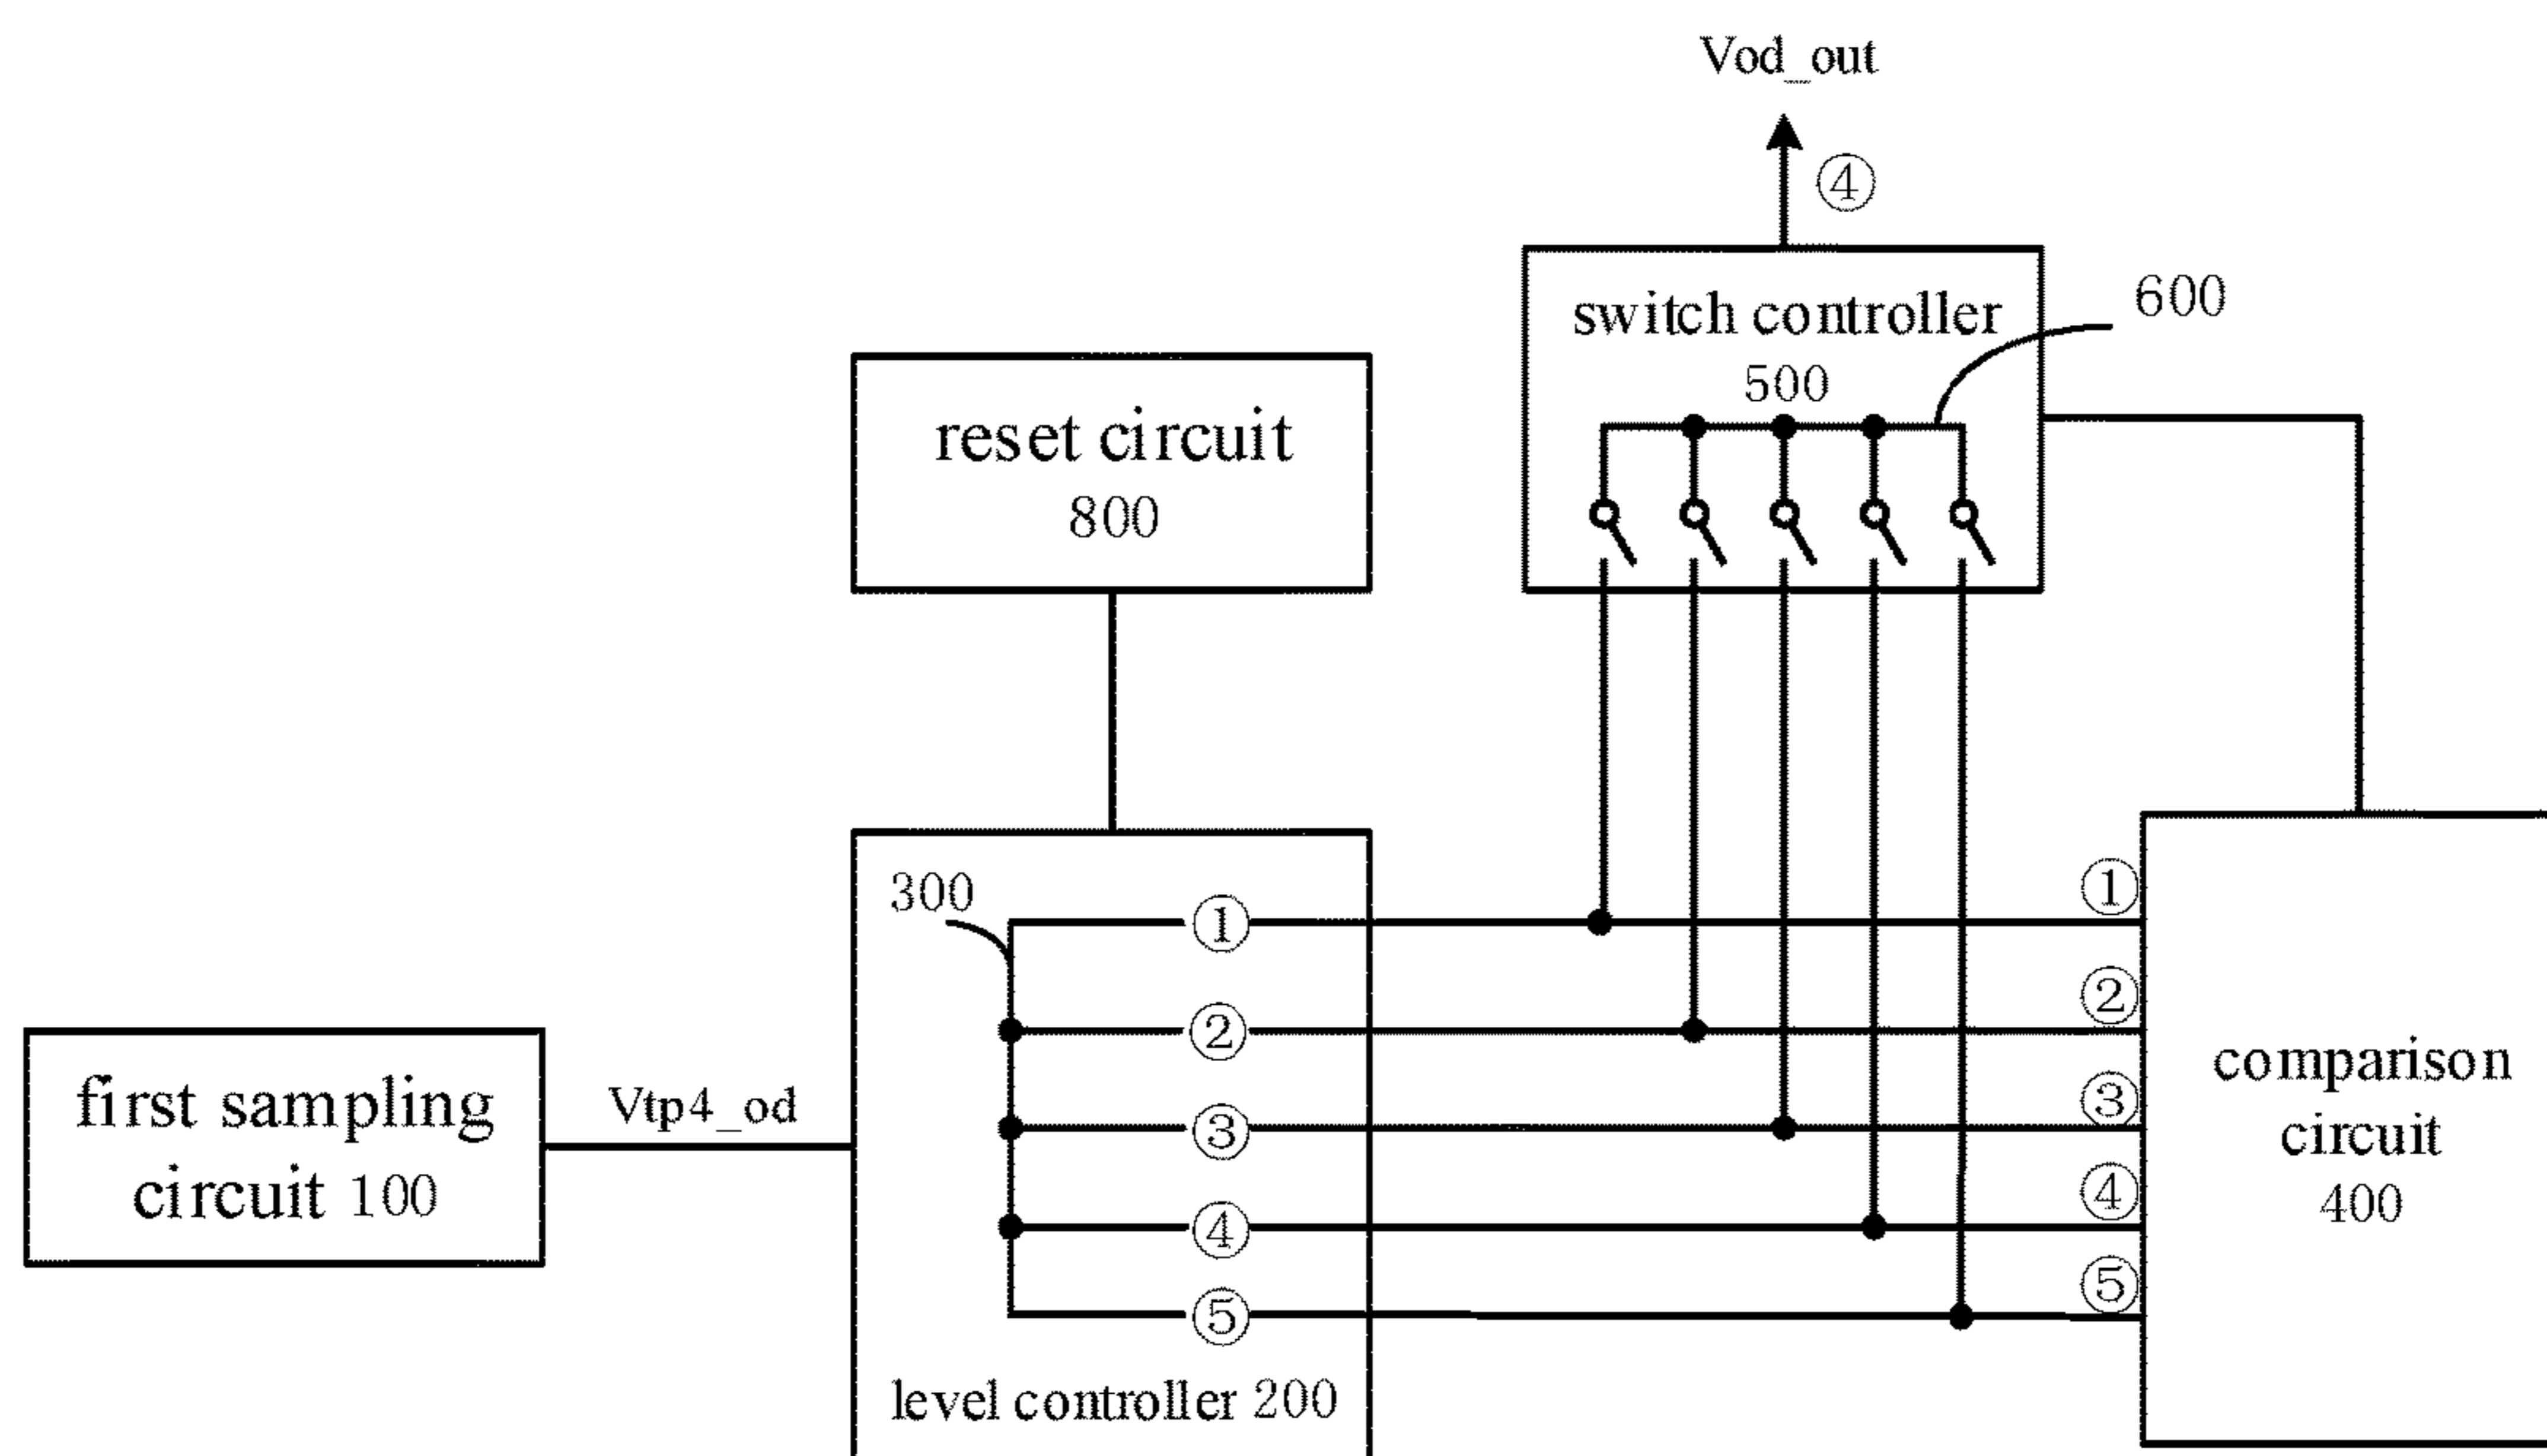 Vod_out
④
switch controller
500
600
reset circuit
800
300
①
②
③
④
⑤
level controller 200
first sampling
circuit 100
Vtp4_od
①
②
③
④
⑤
comparison
circuit
400